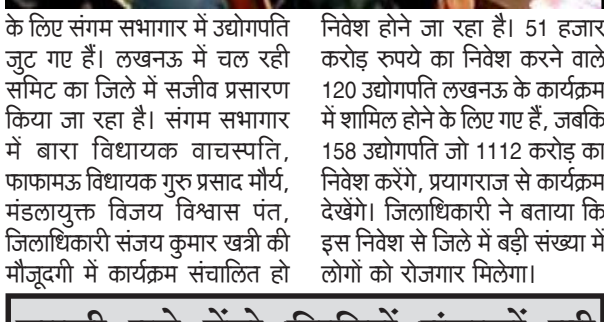 के लिए संगम सभागार में उद्योगपति
जुट गए हैं। लखनऊ में चल रही
समिट का जिले में सजीव प्रसारण
किया जा रहा है। संगम सभागार
में बारा विधायक वाचस्पति,
फाफामऊ विधायक गुरु प्रसाद मौर्य,
मंडलायुक्त विजय विश्वास पंत,
जिलाधिकारी संजय कुमार खत्री की
मौजूदगी में कार्यक्रम संचालित हो
निवेश होने जा रहा है। 51 हजार
करोड़ रुपये का निवेश करने वाले
120 उद्योगपति लखनऊ के कार्यक्रम
में शामिल होने के लिए गए हैं, जबकि
158 उद्योगपति जो 1112 करोड़ का
निवेश करेंगे, प्रयागराज से कार्यक्रम
देखेंगे। जिलाधिकारी ने बताया कि
इस निवेश से जिले में बड़ी संख्या में
लोगों को रोजगार मिलेगा।